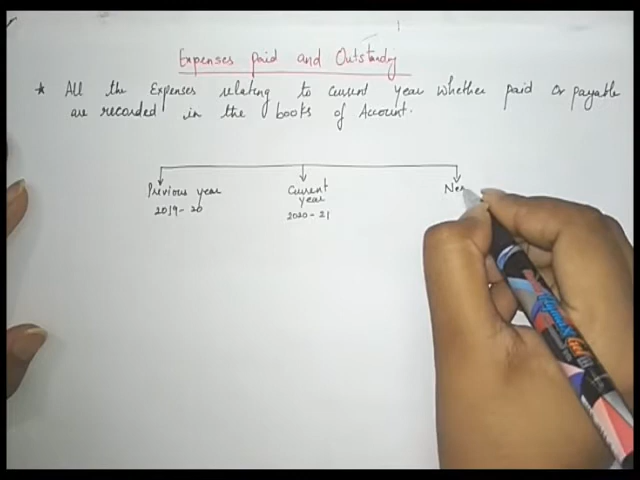 Expenses paid and Outstanding
* All the Expenses relating to current year whether paid or payable
are recorded in the books of Account.
Previous year
2019-20
Current
year
2020-21
Nex